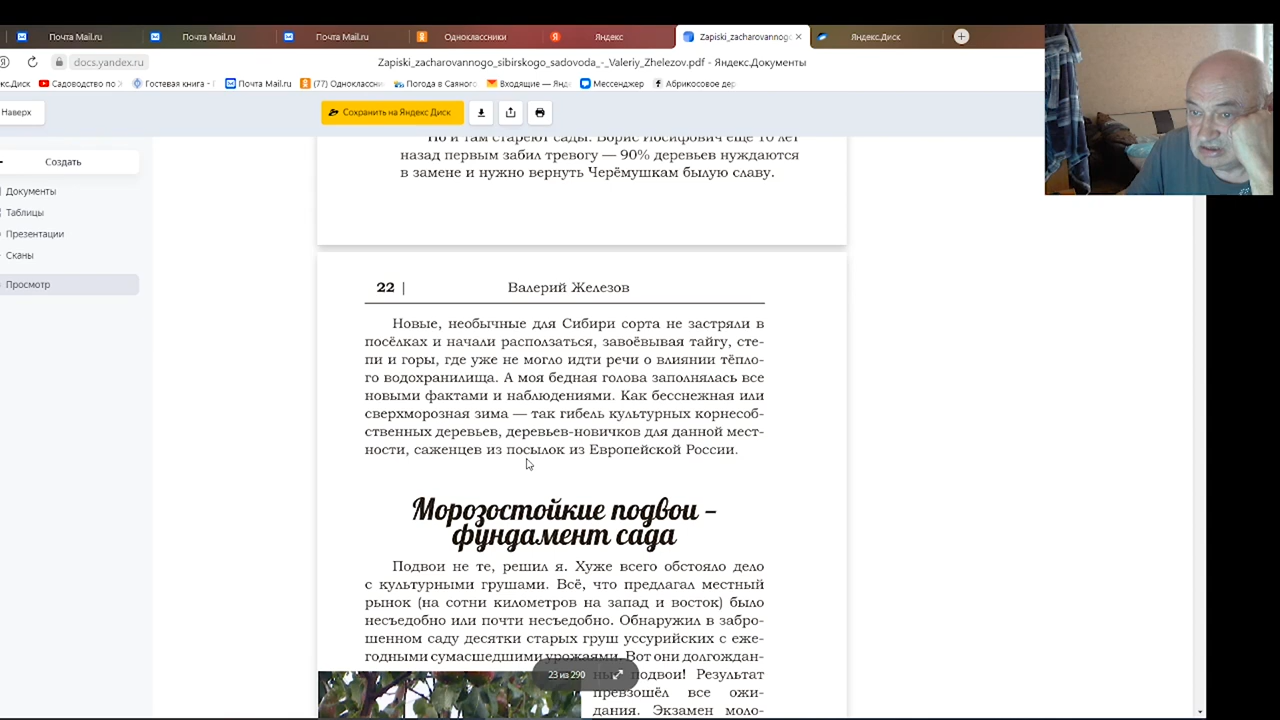 Почта Mail.ru
Почта Mail.ru
Почта Mail.ru
Одноклассники
Яндекс
Zapiski_zacharovannogo
Яндекс.Диск
docs.yandex.ru
Zapiski_zacharovannogo_sibirskogo_sadovoda_-_Valeriy_Zhelezov.pdf - Яндекс.Документы
кс.Диск
Садоводство по
Гостевая книга -
Почта Mail.ru
(77) Одноклассн
Погода в Саяного
Входящие — Янд
Мессенджер
Абрикосовое дер
Наверх
Сохранить на Яндекс Диск
Создать
Документы
Таблицы
Презентации
Сканы
Просмотр
Но и там стареют сады. Борис Иосифович ещё 10 лет
назад первым забил тревогу — 90% деревьев нуждаются
в замене и нужно вернуть Черёмушкам былую славу.
22 | Валерий Железов
Новые, необычные для Сибири сорта не застряли в
посёлках и начали расползаться, завоёвывая тайгу, сте-
пи и горы, где уже не могло идти речи о влиянии тёпло-
го водохранилища. А моя бедная голова заполнялась все
новыми фактами и наблюдениями. Как бесснежная или
сверхморозная зима — так гибель культурных корнесоб-
ственных деревьев, деревьев-новичков для данной мест-
ности, саженцев из посылок из Европейской России.
Морозостойкие подвои –
фундамент сада
Подвои не те, решил я. Хуже всего обстояло дело
с культурными грушами. Всё, что предлагал местный
рынок (на сотни километров на запад и восток) было
несъедобно или почти несъедобно. Обнаружил в забро-
шенном саду десятки старых груш уссурийских с еже-
годными сумасшедшими урожаями. Вот они долгождан-
подвои! Результат
23 из 290
превзошёл все ожи-
дания. Экзамен моло-